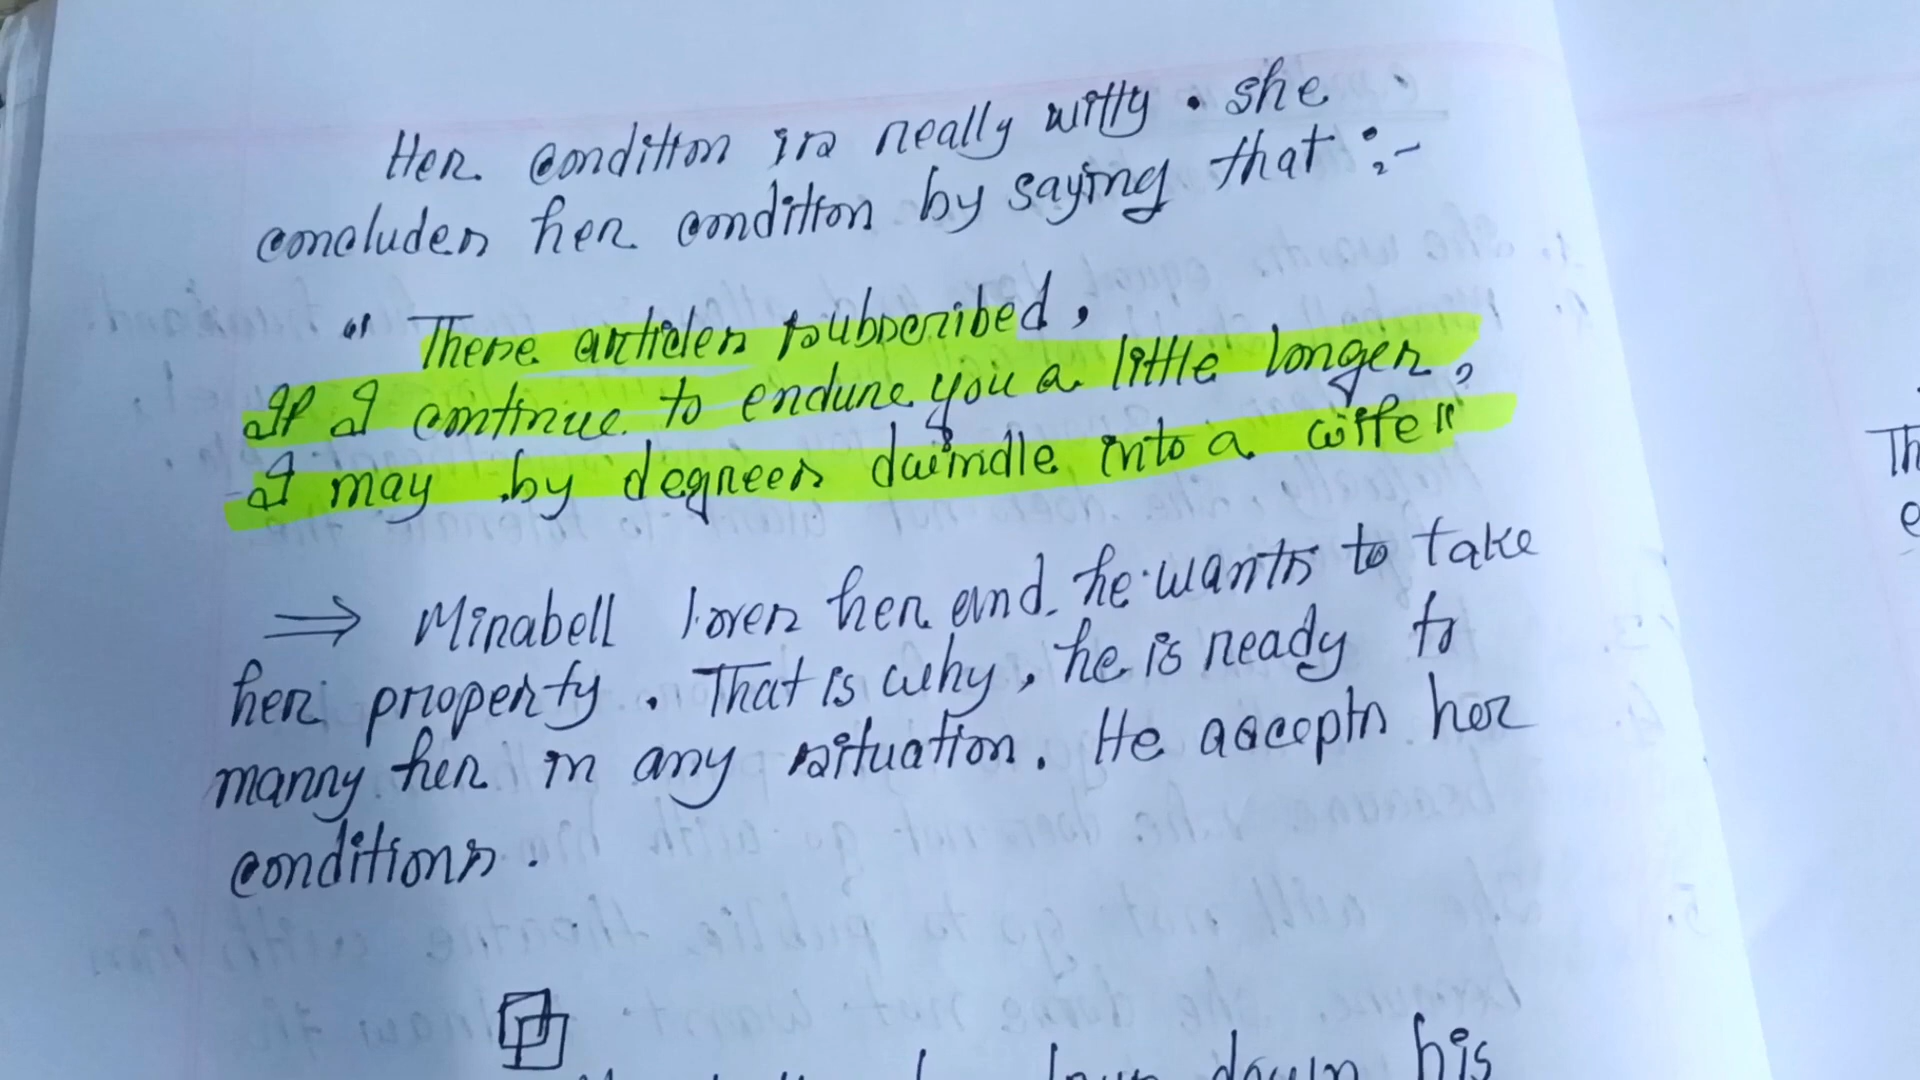 Her condition is really witty. she
concludes her condition by saying that :-
"These articles subscribed,
If I continue to endure you a little longer,
I may by degrees dwindle into a wife"
⇒ Mirabell loves her and he wants to take
her property. That is why, he is ready to
marry her in any situation. He accepts her
conditions.
down his
Th
e